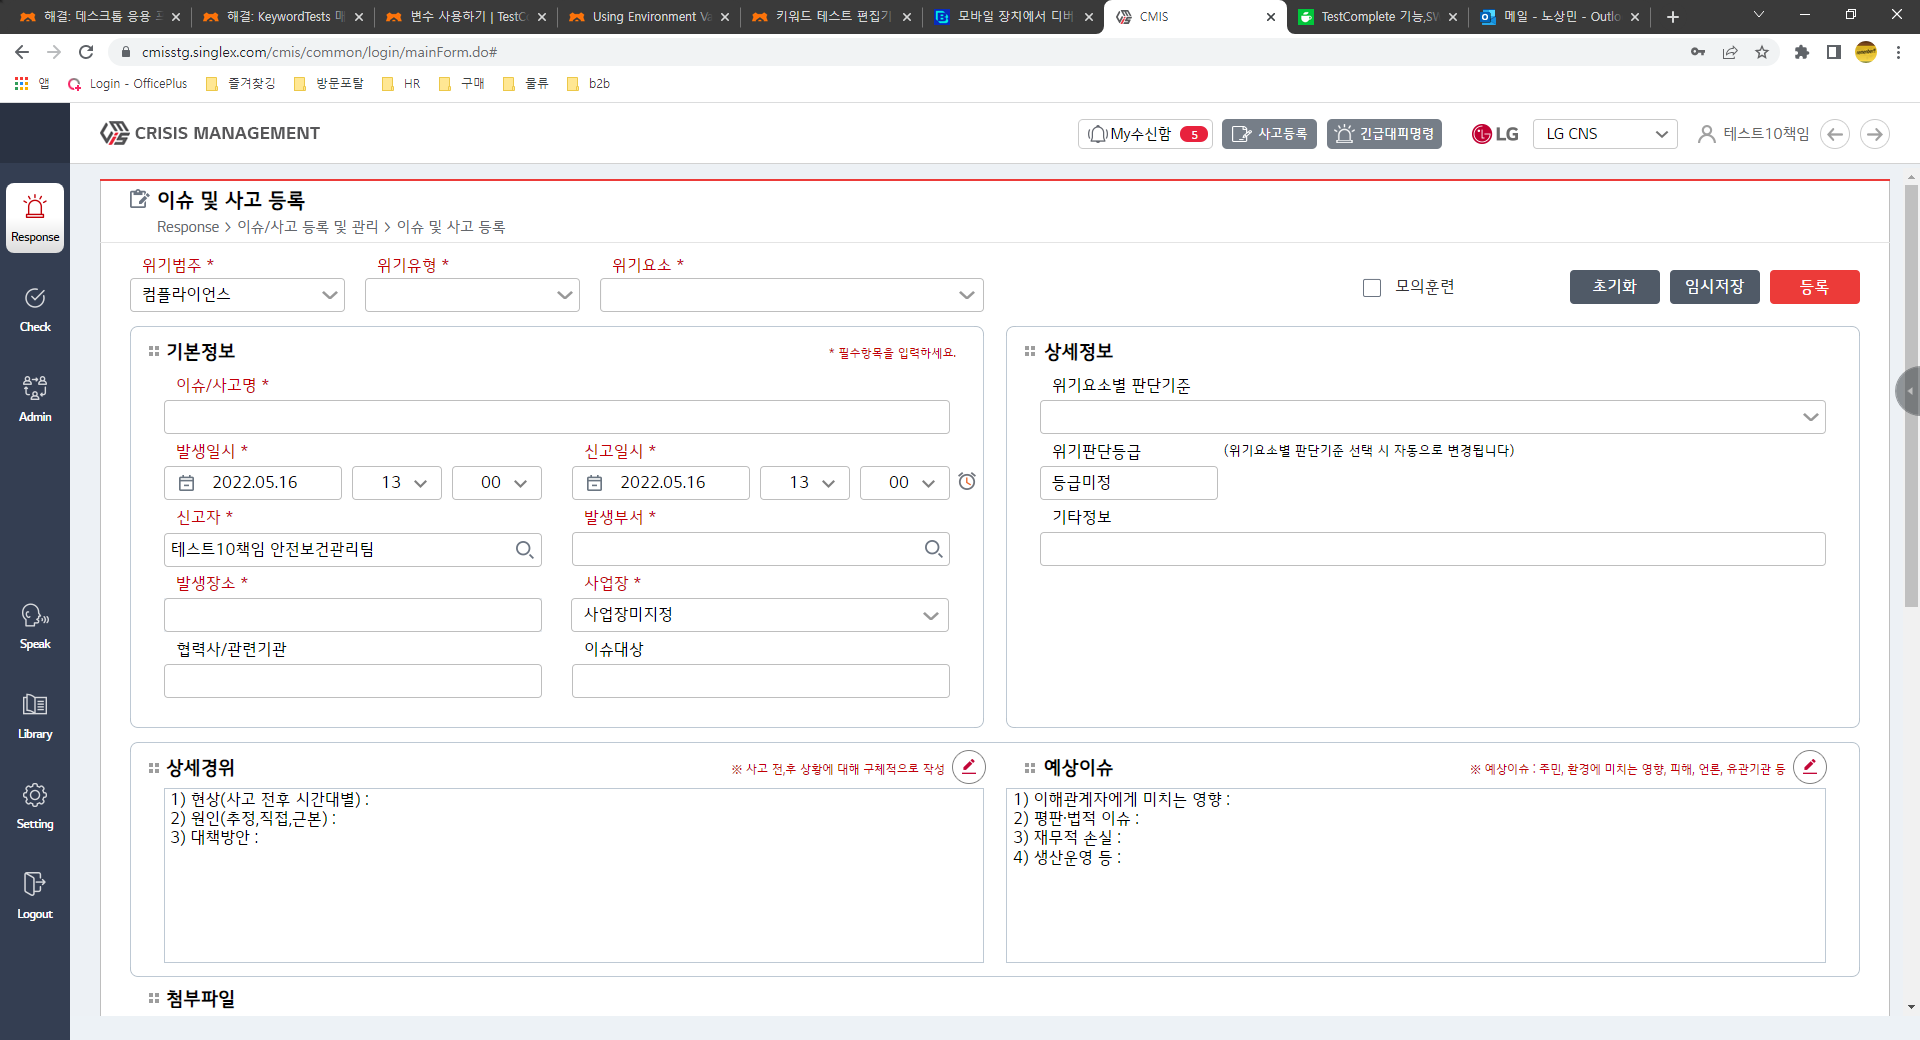 해결: 데스크톱 응용
해결: KeywordTests
변수 사용하기 | TestC
Using Environment Va
키워드 테스트 편집기
모바일 장치에서 디버
CMIS
TestComplete 기능,SV
메일 - 노상민 - Outlo
cmisstg.singlex.com/cmis/common/login/mainForm.do#
앱
Login - OfficePlus
즐겨찾깅
방문포탈
HR
구매
물류
b2b
CRISIS MANAGEMENT
My수신함 5
사고등록
긴급대피명령
LG
LG CNS
테스트10책임
Response
Check
Admin
Speak
Library
Setting
Logout
이슈 및 사고 등록
Response > 이슈/사고 등록 및 관리 > 이슈 및 사고 등록
위기범주 *
위기유형 *
위기요소 *
컴플라이언스
모의훈련
초기화
임시저장
등록
기본정보
* 필수항목을 입력하세요.
이슈/사고명 *
발생일시 *
신고일시 *
2022.05.16
13
00
2022.05.16
13
00
신고자 *
발생부서 *
테스트10책임 안전보건관리팀
발생장소 *
사업장 *
사업장미지정
협력사/관련기관
이슈대상
상세정보
위기요소별 판단기준
위기판단등급
(위기요소별 판단기준 선택 시 자동으로 변경됩니다)
등급미정
기타정보
상세경위
※ 사고 전,후 상황에 대해 구체적으로 작성
1) 현상(사고 전후 시간대별) :
2) 원인(추정,직접,근본) :
3) 대책방안 :
예상이슈
※ 예상이슈 : 주민, 환경에 미치는 영향, 피해, 언론, 유관기관 등
1) 이해관계자에게 미치는 영향 :
2) 평판·법적 이슈 :
3) 재무적 손실 :
4) 생산운영 등 :
첨부파일